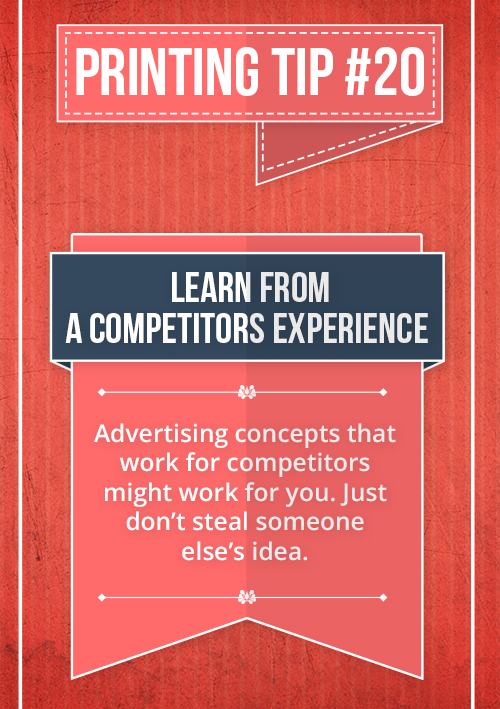 PRINTING TIP #20
LEARN FROM
A COMPETITORS EXPERIENCE
Advertising concepts that
work for competitors
might work for you. Just
don’t steal someone
else’s idea.